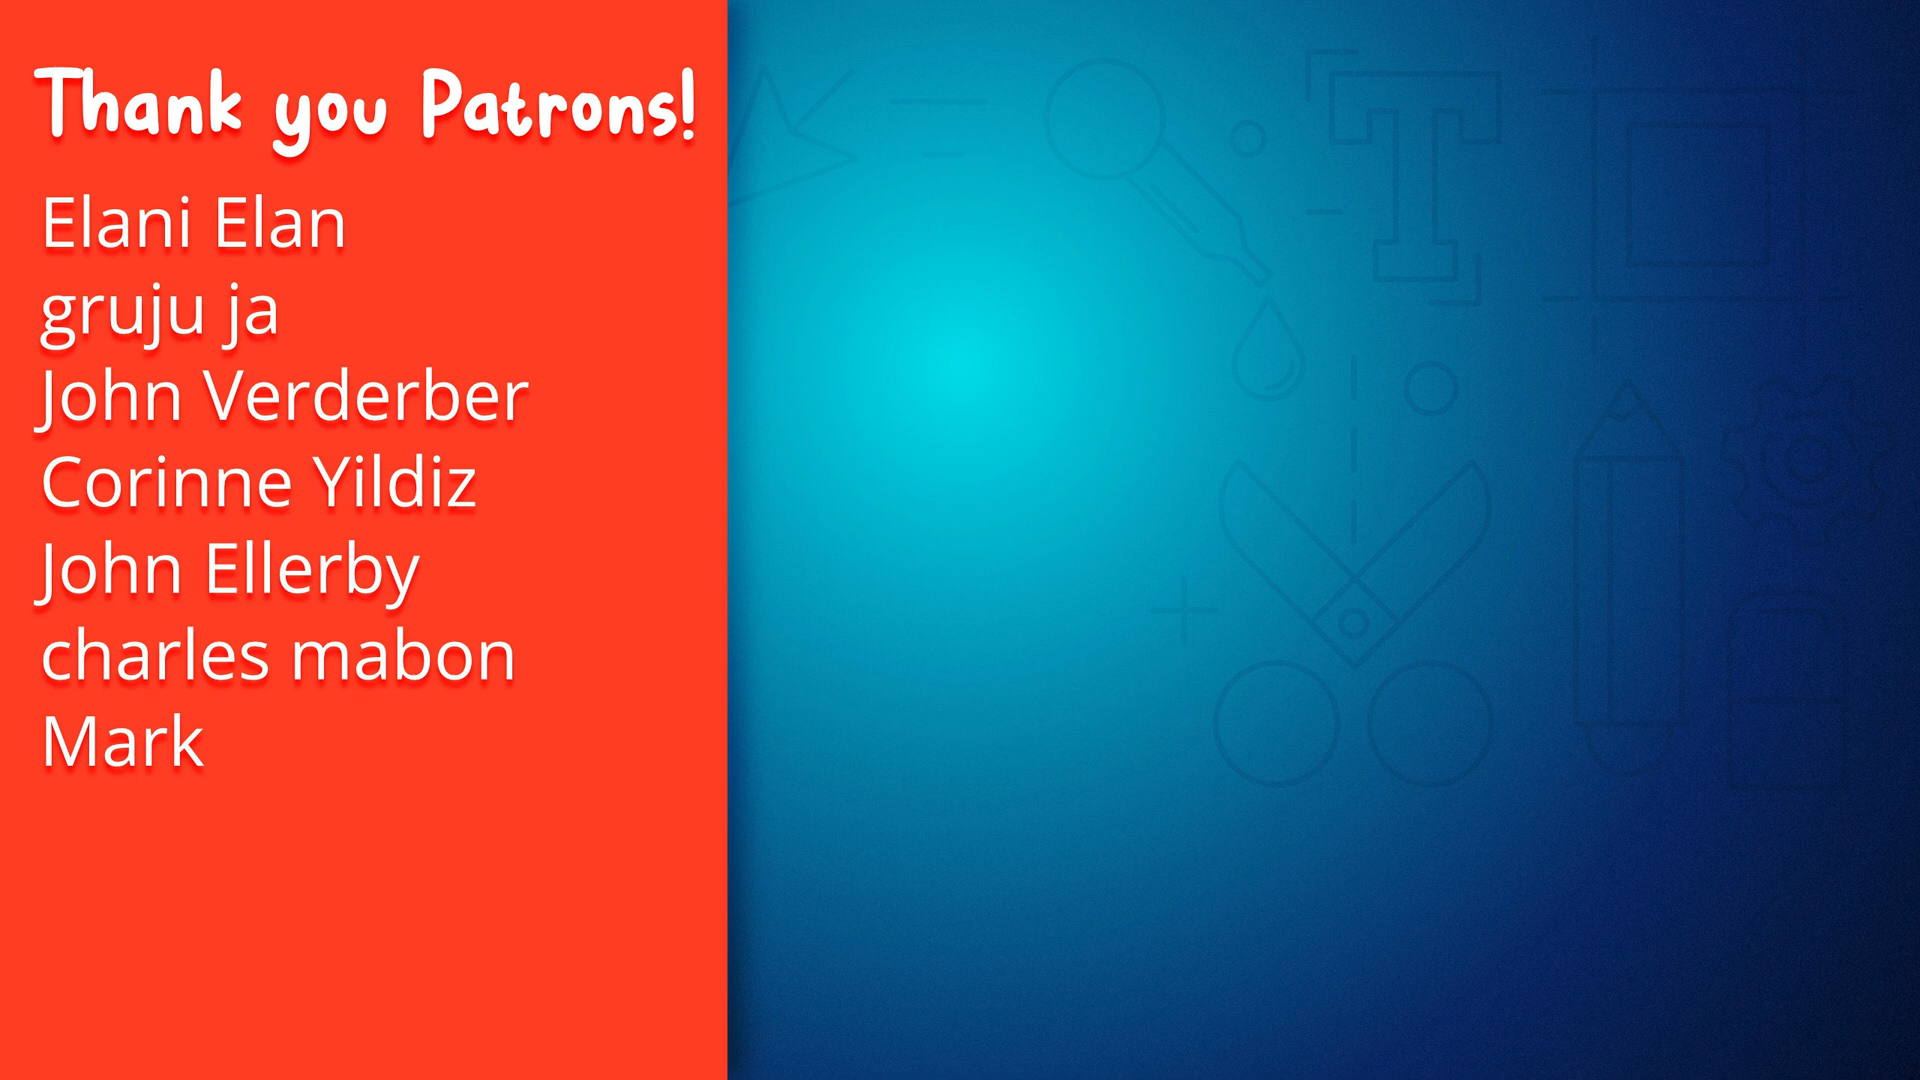 Thank you Patrons!
Elani Elan
gruju ja
John Verderber
Corinne Yildiz
John Ellerby
charles mabon
Mark